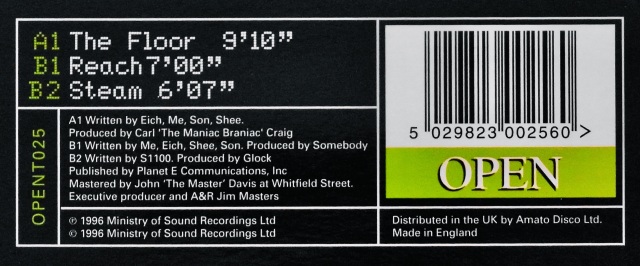 A1 The Floor 9'10"
B1 Reach 7'00"
B2 Steam 6'07"
OPENT025
A1 Written by Eich, Me, Son, Shee.
Produced by Carl 'The Maniac Braniac' Craig
B1 Written by Me, Eich, Shee, Son. Produced by Somebody
B2 Written by S1100. Produced by Glock
Published by Planet E Communications, Inc
Mastered by John 'The Master' Davis at Whitfield Street.
Executive producer and A&R Jim Masters
℗ 1996 Ministry of Sound Recordings Ltd
© 1996 Ministry of Sound Recordings Ltd
5 029823 002560 >
OPEN
Distributed in the UK by Amato Disco Ltd.
Made in England